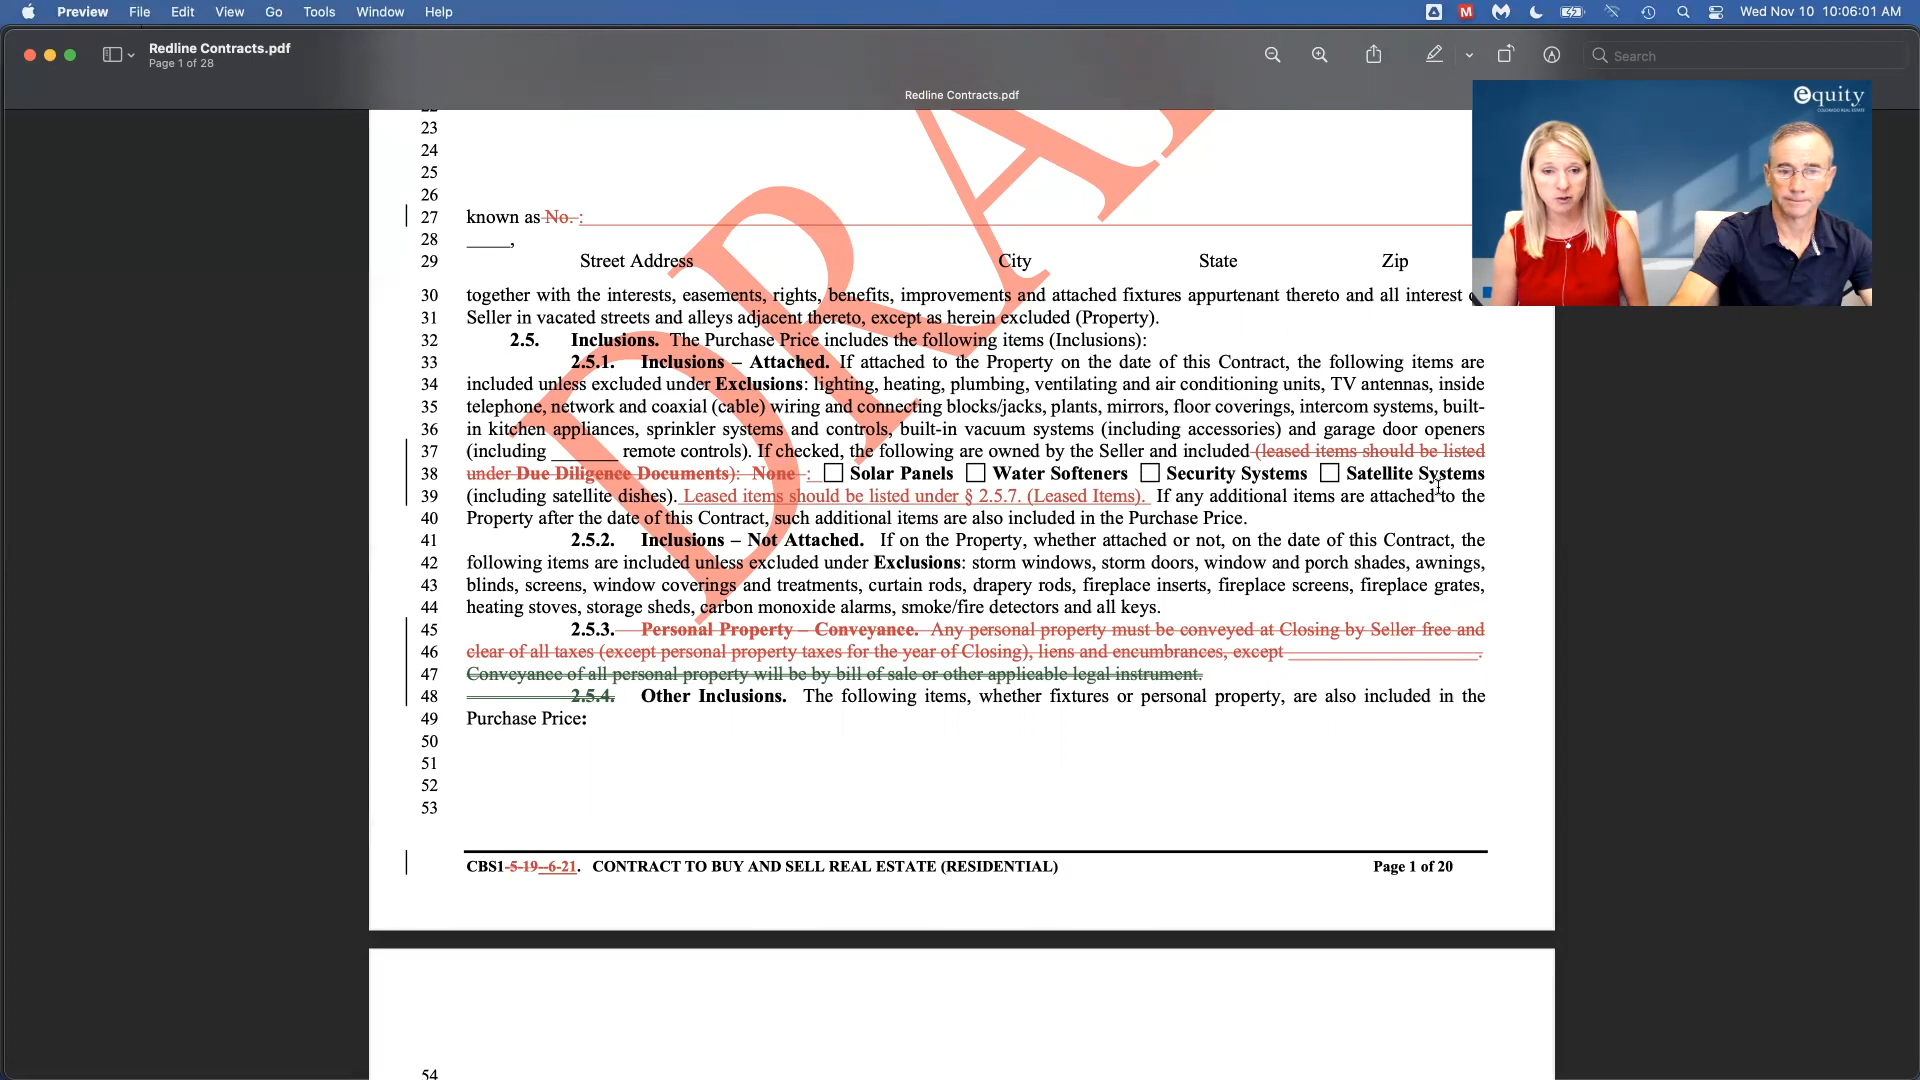 Preview File Edit View Go Tools Window Help Wed Nov 10 10:06:01 AM
Redline Contracts.pdf
Page 1 of 28
Search
Redline Contracts.pdf
equity
COLORADO REAL ESTATE
DRA
22
23
24
25
26
27 known as No. :
28 _____,
29 Street Address City State Zip
30 together with the interests, easements, rights, benefits, improvements and attached fixtures appurtenant thereto and all interest
31 Seller in vacated streets and alleys adjacent thereto, except as herein excluded (Property).
32 2.5. Inclusions. The Purchase Price includes the following items (Inclusions):
33 2.5.1. Inclusions – Attached. If attached to the Property on the date of this Contract, the following items are
34 included unless excluded under Exclusions: lighting, heating, plumbing, ventilating and air conditioning units, TV antennas, inside
35 telephone, network and coaxial (cable) wiring and connecting blocks/jacks, plants, mirrors, floor coverings, intercom systems, built-
36 in kitchen appliances, sprinkler systems and controls, built-in vacuum systems (including accessories) and garage door openers
37 (including _______ remote controls). If checked, the following are owned by the Seller and included (leased items should be listed
38 under Due Diligence Documents): None : ☐ Solar Panels ☐ Water Softeners ☐ Security Systems ☐ Satellite Systems
39 (including satellite dishes). Leased items should be listed under § 2.5.7. (Leased Items). If any additional items are attached to the
40 Property after the date of this Contract, such additional items are also included in the Purchase Price.
41 2.5.2. Inclusions – Not Attached. If on the Property, whether attached or not, on the date of this Contract, the
42 following items are included unless excluded under Exclusions: storm windows, storm doors, window and porch shades, awnings,
43 blinds, screens, window coverings and treatments, curtain rods, drapery rods, fireplace inserts, fireplace screens, fireplace grates,
44 heating stoves, storage sheds, carbon monoxide alarms, smoke/fire detectors and all keys.
45 2.5.3. Personal Property – Conveyance. Any personal property must be conveyed at Closing by Seller free and
46 clear of all taxes (except personal property taxes for the year of Closing), liens and encumbrances, except ____________________.
47 Conveyance of all personal property will be by bill of sale or other applicable legal instrument.
48 2.5.4. Other Inclusions. The following items, whether fixtures or personal property, are also included in the
49 Purchase Price:
50
51
52
53
CBS1-5-19--6-21. CONTRACT TO BUY AND SELL REAL ESTATE (RESIDENTIAL) Page 1 of 20
54